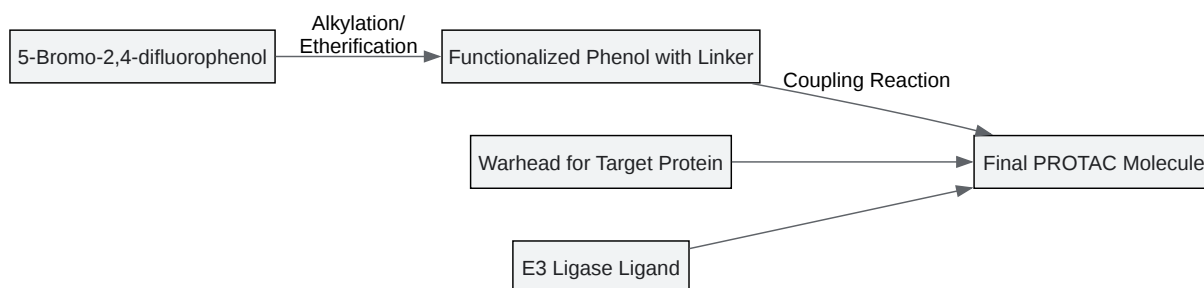 Alkylation/
Etherification
5-Bromo-2,4-difluorophenol
Functionalized Phenol with Linker
Coupling Reaction
Warhead for Target Protein
Final PROTAC Molecule
E3 Ligase Ligand